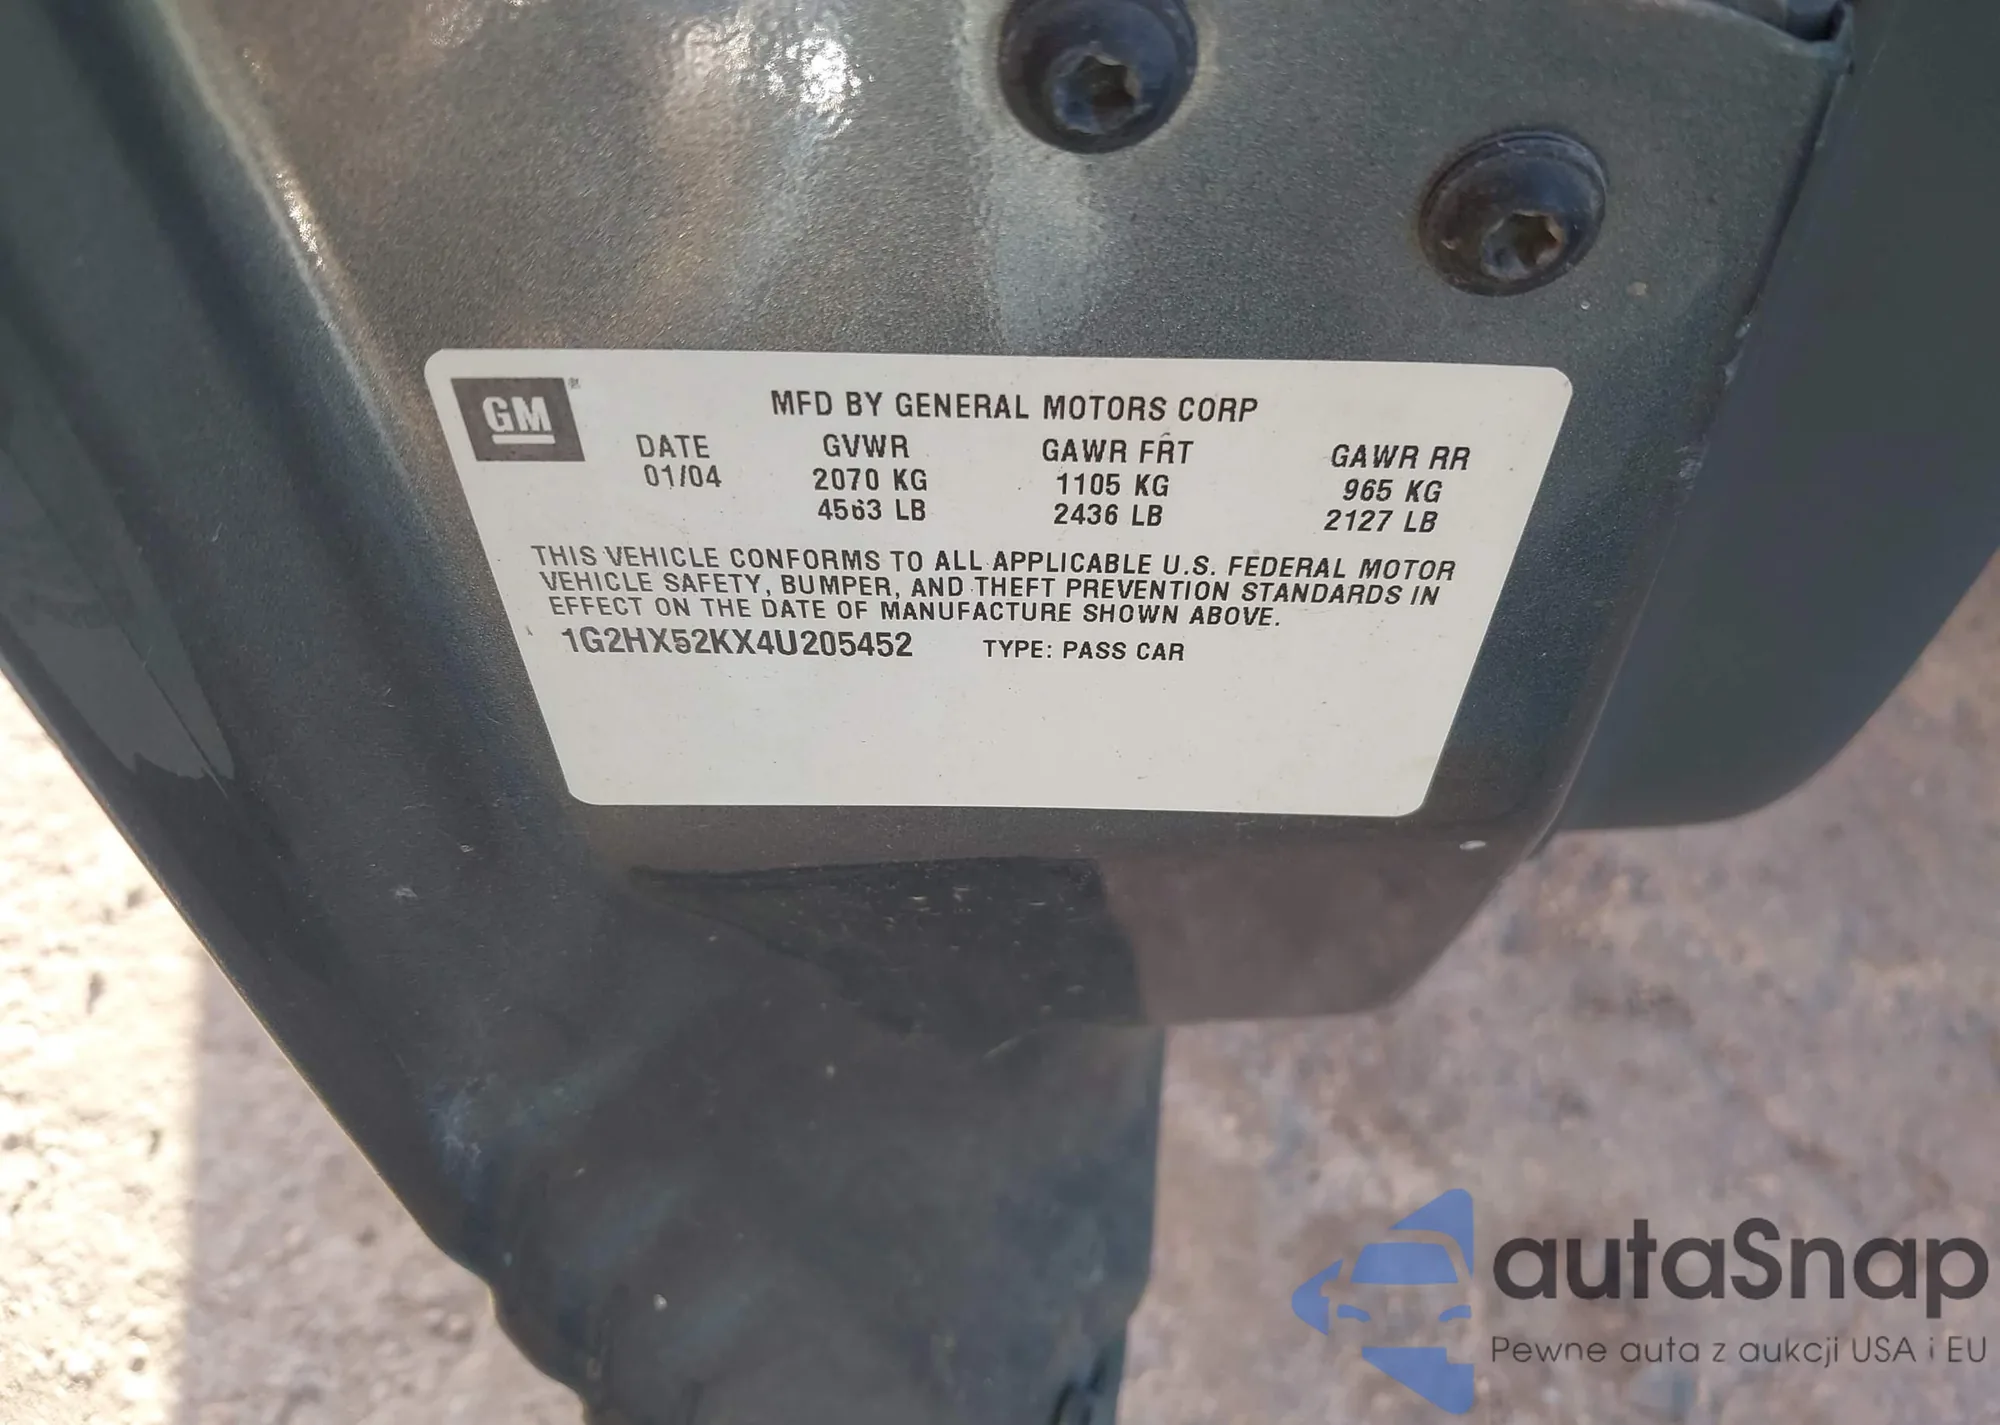 GM
MFD BY GENERAL MOTORS CORP
DATE GVWR GAWR FRT GAWR RR
01/04 2070 KG 1105 KG 965 KG
4563 LB 2436 LB 2127 LB
THIS VEHICLE CONFORMS TO ALL APPLICABLE U.S. FEDERAL MOTOR
VEHICLE SAFETY, BUMPER, AND THEFT PREVENTION STANDARDS IN
EFFECT ON THE DATE OF MANUFACTURE SHOWN ABOVE.
1G2HX52KX4U205452 TYPE: PASS CAR
autaSnap
Pewne auta z aukcji USA i EU